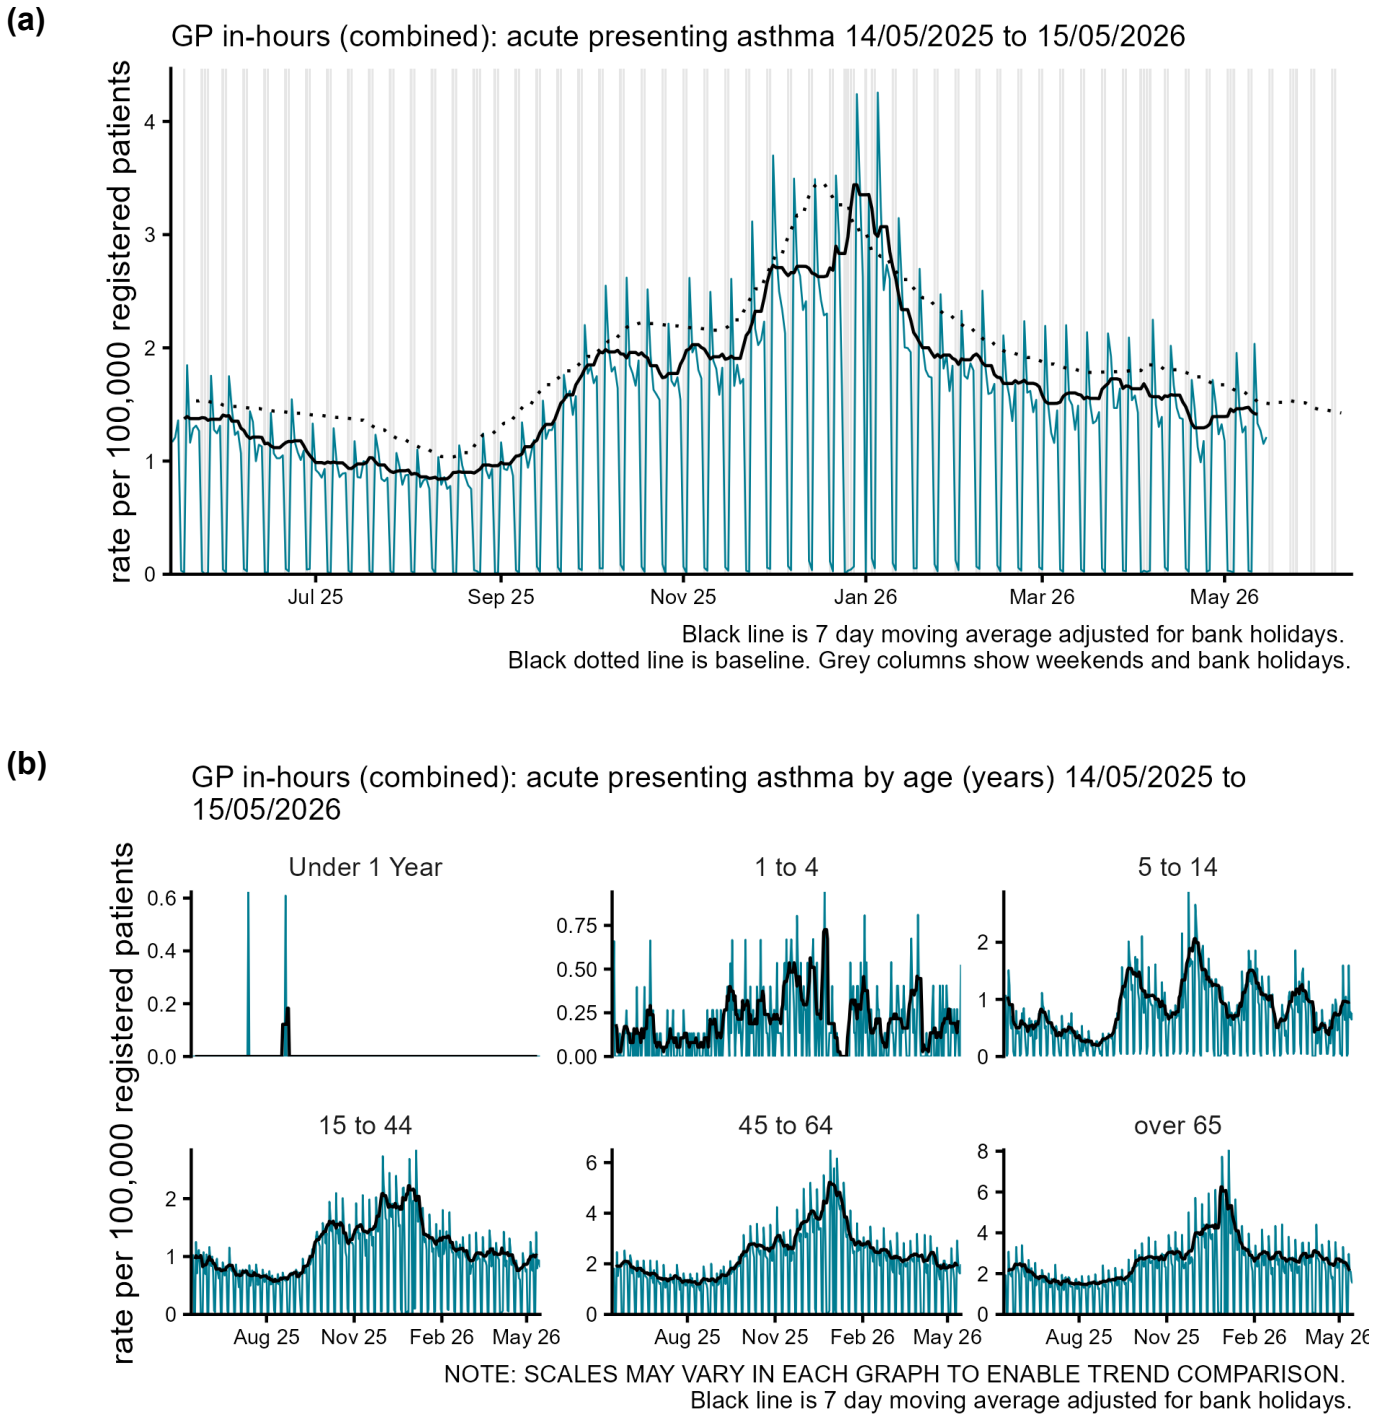 (a)
GP in-hours (combined): acute presenting asthma 14/05/2025 to 15/05/2026
rate per 100,000 registered patients
4
3
2
1
0
Jul 25 Sep 25 Nov 25 Jan 26 Mar 26 May 26
Black line is 7 day moving average adjusted for bank holidays.
Black dotted line is baseline. Grey columns show weekends and bank holidays.
(b)
GP in-hours (combined): acute presenting asthma by age (years) 14/05/2025 to
15/05/2026
rate per 100,000 registered patients
Under 1 Year
0.6
0.4
0.2
0.0
1 to 4
0.75
0.50
0.25
0.00
5 to 14
2
1
0
15 to 44
2
1
0
Aug 25 Nov 25 Feb 26 May 26
45 to 64
6
4
2
0
Aug 25 Nov 25 Feb 26 May 26
over 65
8
6
4
2
0
Aug 25 Nov 25 Feb 26 May 26
NOTE: SCALES MAY VARY IN EACH GRAPH TO ENABLE TREND COMPARISON.
Black line is 7 day moving average adjusted for bank holidays.